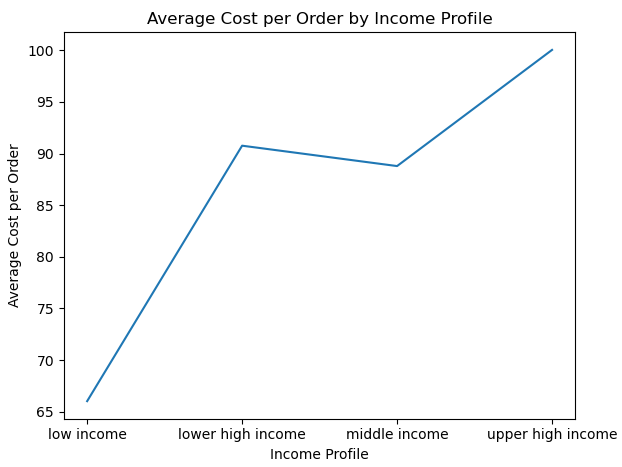 Average Cost per Order by Income Profile
Average Cost per Order
100
95
90
85
80
75
70
65
low income lower high income middle income upper high income
Income Profile